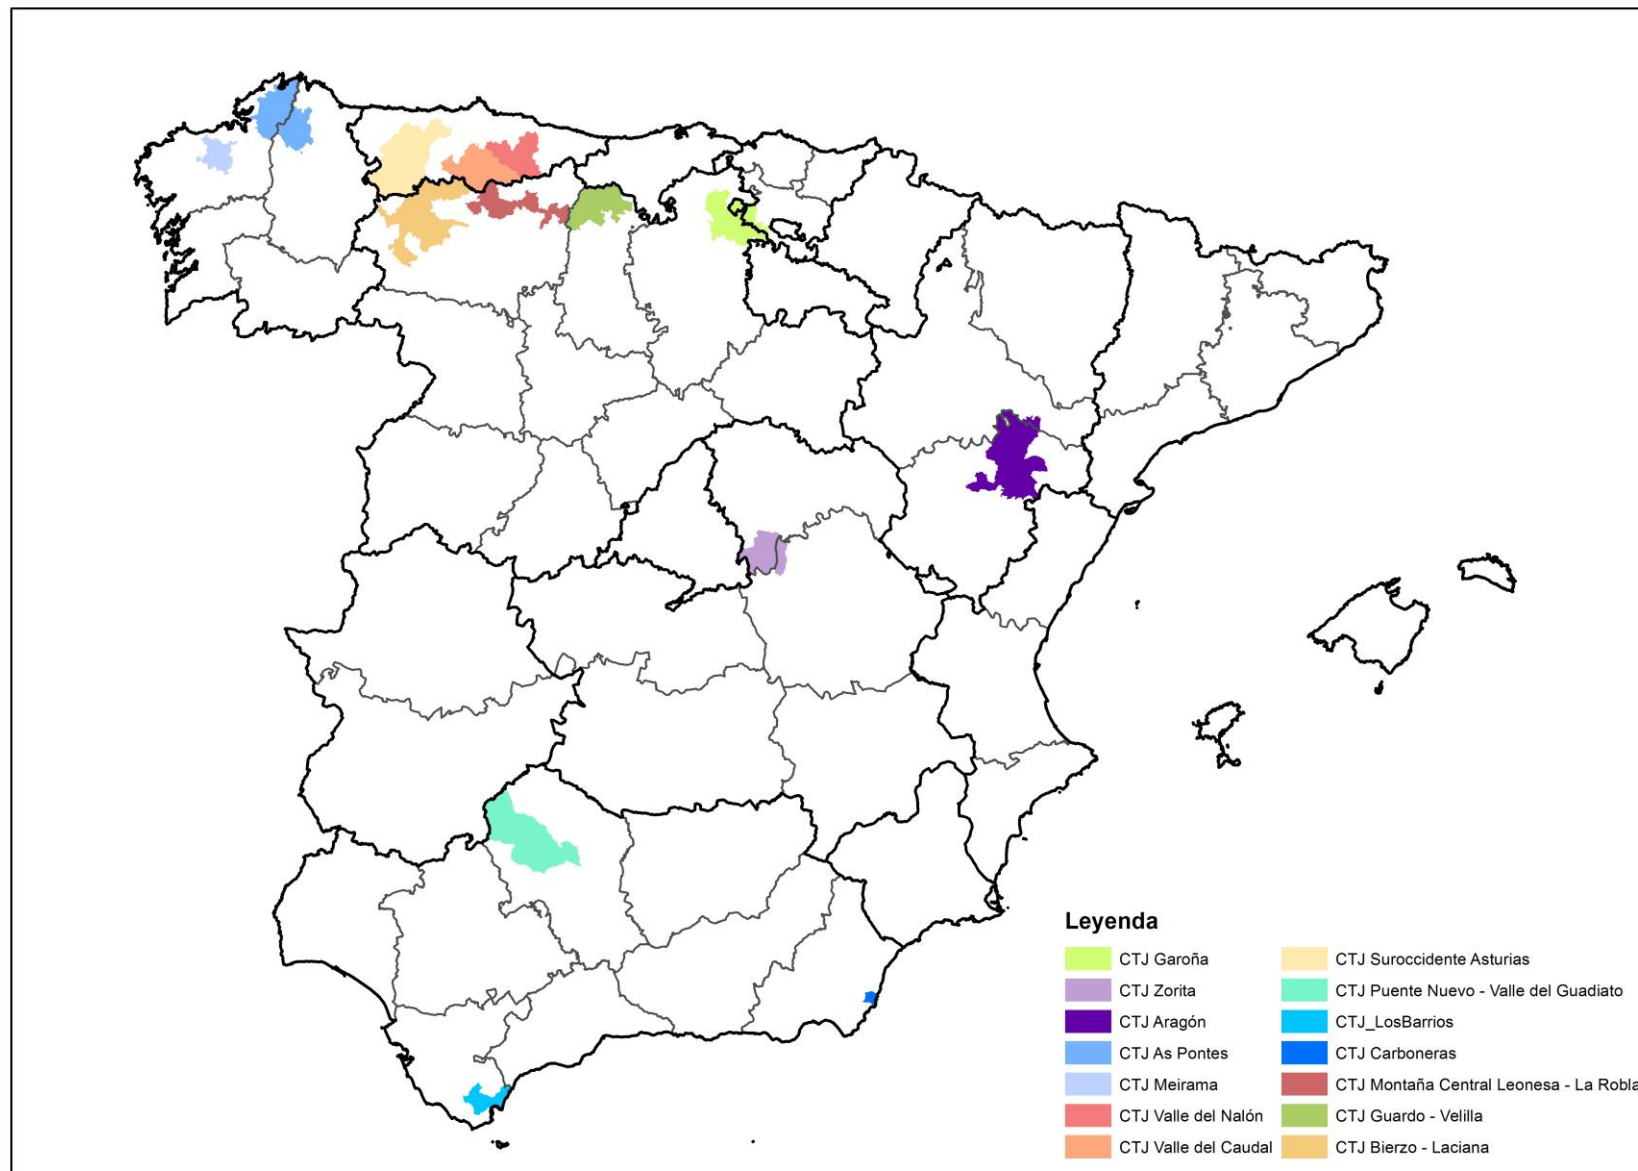 Leyenda
CTJ Garoña
CTJ Zorita
CTJ Aragón
CTJ As Pontes
CTJ Meirama
CTJ Valle del Nalón
CTJ Valle del Caudal
CTJ Suroccidente Asturias
CTJ Puente Nuevo - Valle del Guadiato
CTJ_LosBarrios
CTJ Carboneras
CTJ Montaña Central Leonesa - La Robla
CTJ Guardo - Velilla
CTJ Bierzo - Laciana